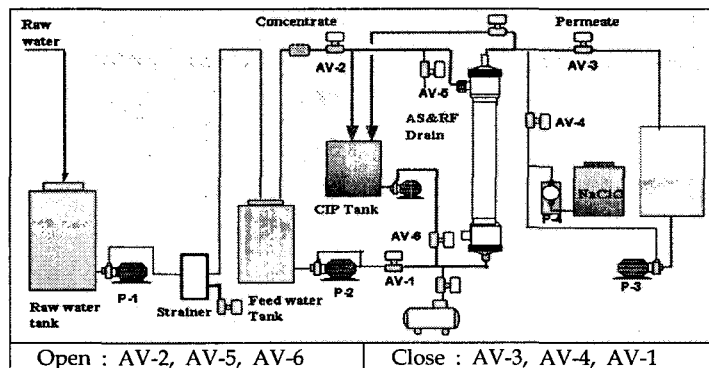 Raw
water
Concentrate
Permeate
AV-2
AV-3
AV-5
AS&RF
Drain
AV-4
CIP Tank
NaClO
P-4
AV-6
P-1
Strainer
Raw water
tank
Feed water
Tank
P-2
AV-1
P-3
Open : AV-2, AV-5, AV-6
Close : AV-3, AV-4, AV-1